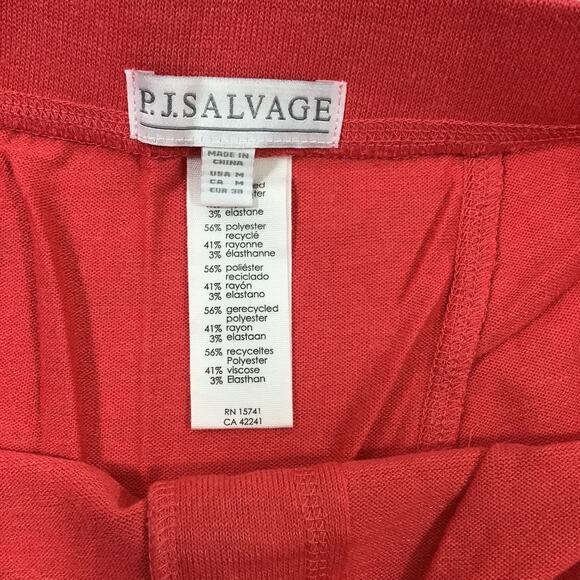 P.J.SALVAGE
MADE IN
CHINA
USA M
CA M
EUR 38
3% elastane
56% polyester
recyclé
41% rayonne
3% élasthanne
56% poliéster
reciclado
41% rayón
3% elastano
56% gerecycled
polyester
41% rayon
3% elastaan
56% recyceltes
Polyester
41% viscose
3% Elasthan
RN 15741
CA 42241